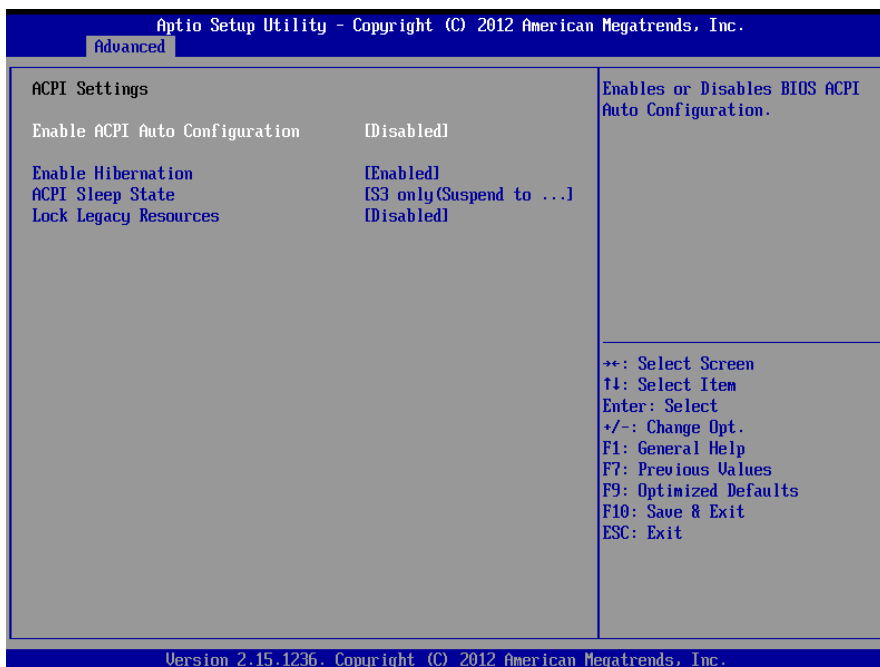 Aptio Setup Utility - Copyright (C) 2012 American Megatrends, Inc.
Advanced
ACPI Settings
Enable ACPI Auto Configuration [Disabled]
Enable Hibernation [Enabled]
ACPI Sleep State [S3 only(Suspend to ...]
Lock Legacy Resources [Disabled]
Enables or Disables BIOS ACPI
Auto Configuration.
→←: Select Screen
↑↓: Select Item
Enter: Select
+/-: Change Opt.
F1: General Help
F7: Previous Values
F9: Optimized Defaults
F10: Save & Exit
ESC: Exit
Version 2.15.1236. Copyright (C) 2012 American Megatrends, Inc.